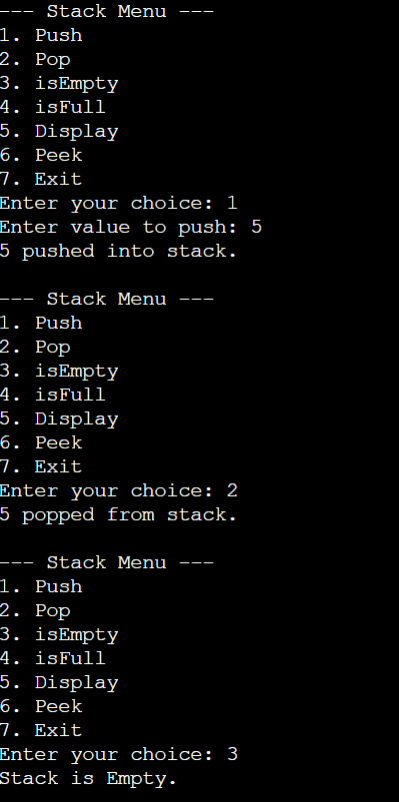 --- Stack Menu ---
1. Push
2. Pop
3. isEmpty
4. isFull
5. Display
6. Peek
7. Exit
Enter your choice: 1
Enter value to push: 5
5 pushed into stack.
--- Stack Menu ---
1. Push
2. Pop
3. isEmpty
4. isFull
5. Display
6. Peek
7. Exit
Enter your choice: 2
5 popped from stack.
--- Stack Menu ---
1. Push
2. Pop
3. isEmpty
4. isFull
5. Display
6. Peek
7. Exit
Enter your choice: 3
Stack is Empty.